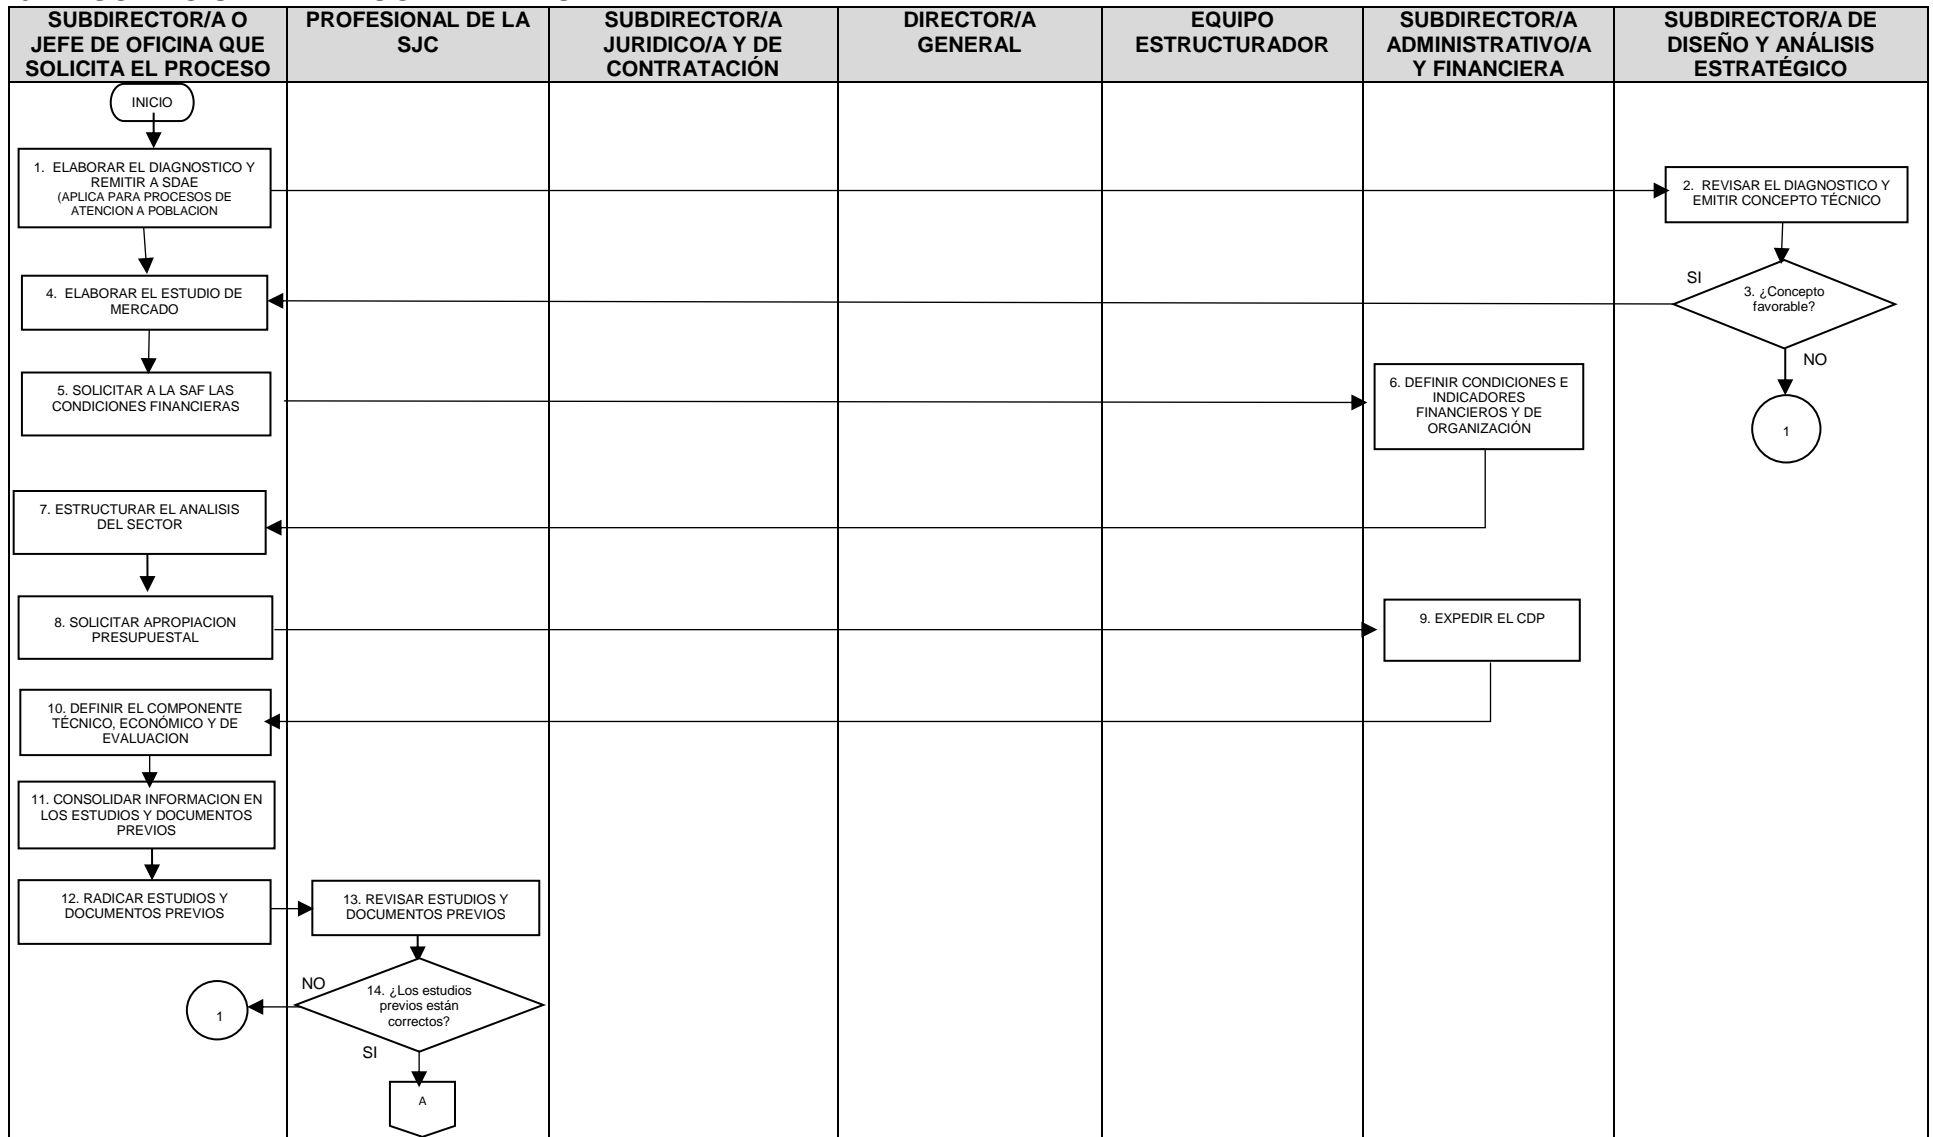 SUBDIRECTOR/A O
JEFE DE OFICINA QUE
SOLICITA EL PROCESO
PROFESIONAL DE LA
SJC
SUBDIRECTOR/A
JURIDICO/A Y DE
CONTRATACIÓN
DIRECTOR/A
GENERAL
EQUIPO
ESTRUCTURADOR
SUBDIRECTOR/A
ADMINISTRATIVO/A
Y FINANCIERA
SUBDIRECTOR/A DE
DISEÑO Y ANÁLISIS
ESTRATÉGICO
INICIO
1. ELABORAR EL DIAGNOSTICO Y
REMITIR A SDAE
(APLICA PARA PROCESOS DE
ATENCION A POBLACION
2. REVISAR EL DIAGNOSTICO Y
EMITIR CONCEPTO TÉCNICO
SI
3. ¿Concepto
favorable?
NO
1
4. ELABORAR EL ESTUDIO DE
MERCADO
5. SOLICITAR A LA SAF LAS
CONDICIONES FINANCIERAS
6. DEFINIR CONDICIONES E
INDICADORES
FINANCIEROS Y DE
ORGANIZACIÓN
7. ESTRUCTURAR EL ANALISIS
DEL SECTOR
8. SOLICITAR APROPIACION
PRESUPUESTAL
9. EXPEDIR EL CDP
10. DEFINIR EL COMPONENTE
TÉCNICO, ECONÓMICO Y DE
EVALUACION
11. CONSOLIDAR INFORMACION EN
LOS ESTUDIOS Y DOCUMENTOS
PREVIOS
12. RADICAR ESTUDIOS Y
DOCUMENTOS PREVIOS
13. REVISAR ESTUDIOS Y
DOCUMENTOS PREVIOS
NO
14. ¿Los estudios
previos están
correctos?
1
SI
A